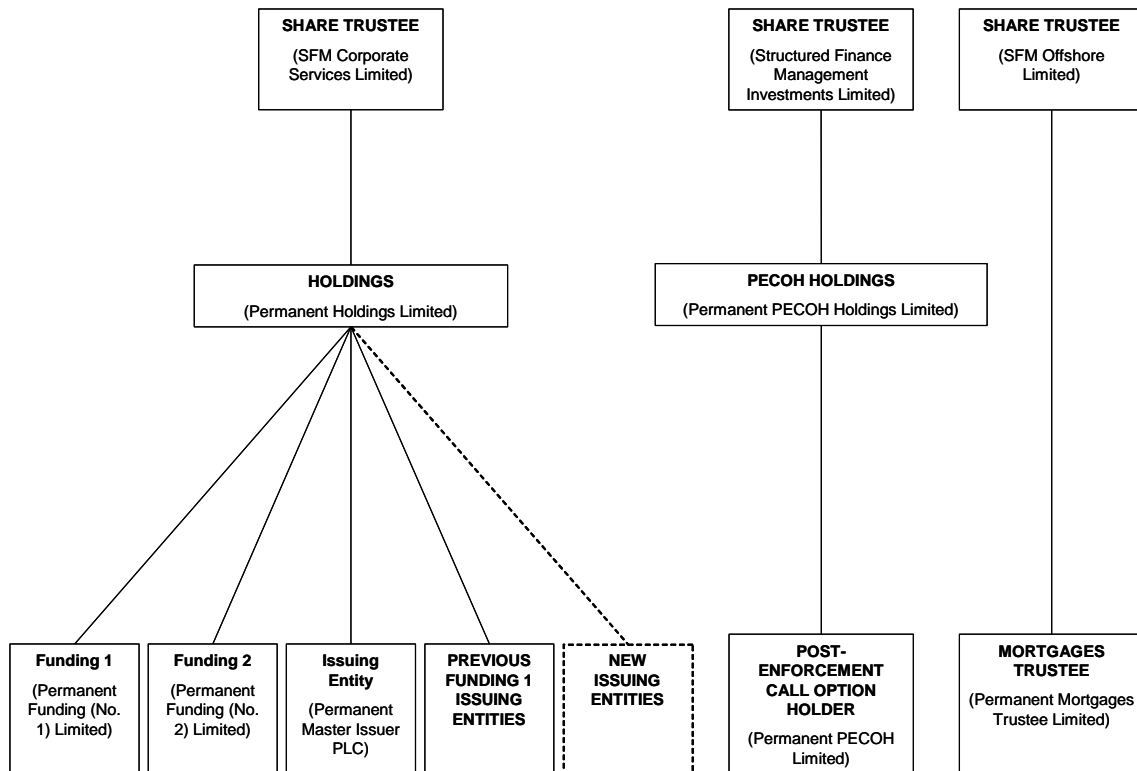 SHARE TRUSTEE
(SFM Corporate
Services Limited)
SHARE TRUSTEE
(Structured Finance
Management
Investments Limited)
SHARE TRUSTEE
(SFM Offshore
Limited)
HOLDINGS
(Permanent Holdings Limited)
PECOH HOLDINGS
(Permanent PECOH Holdings Limited)
Funding 1
(Permanent
Funding (No.
1) Limited)
Funding 2
(Permanent
Funding (No.
2) Limited)
Issuing
Entity
(Permanent
Master Issuer
PLC)
PREVIOUS
FUNDING 1
ISSUING
ENTITIES
NEW
ISSUING
ENTITIES
POST-
ENFORCEMENT
CALL OPTION
HOLDER
(Permanent
PECOH Limited)
MORTGAGES
TRUSTEE
(Permanent Mortgages
Trustee Limited)